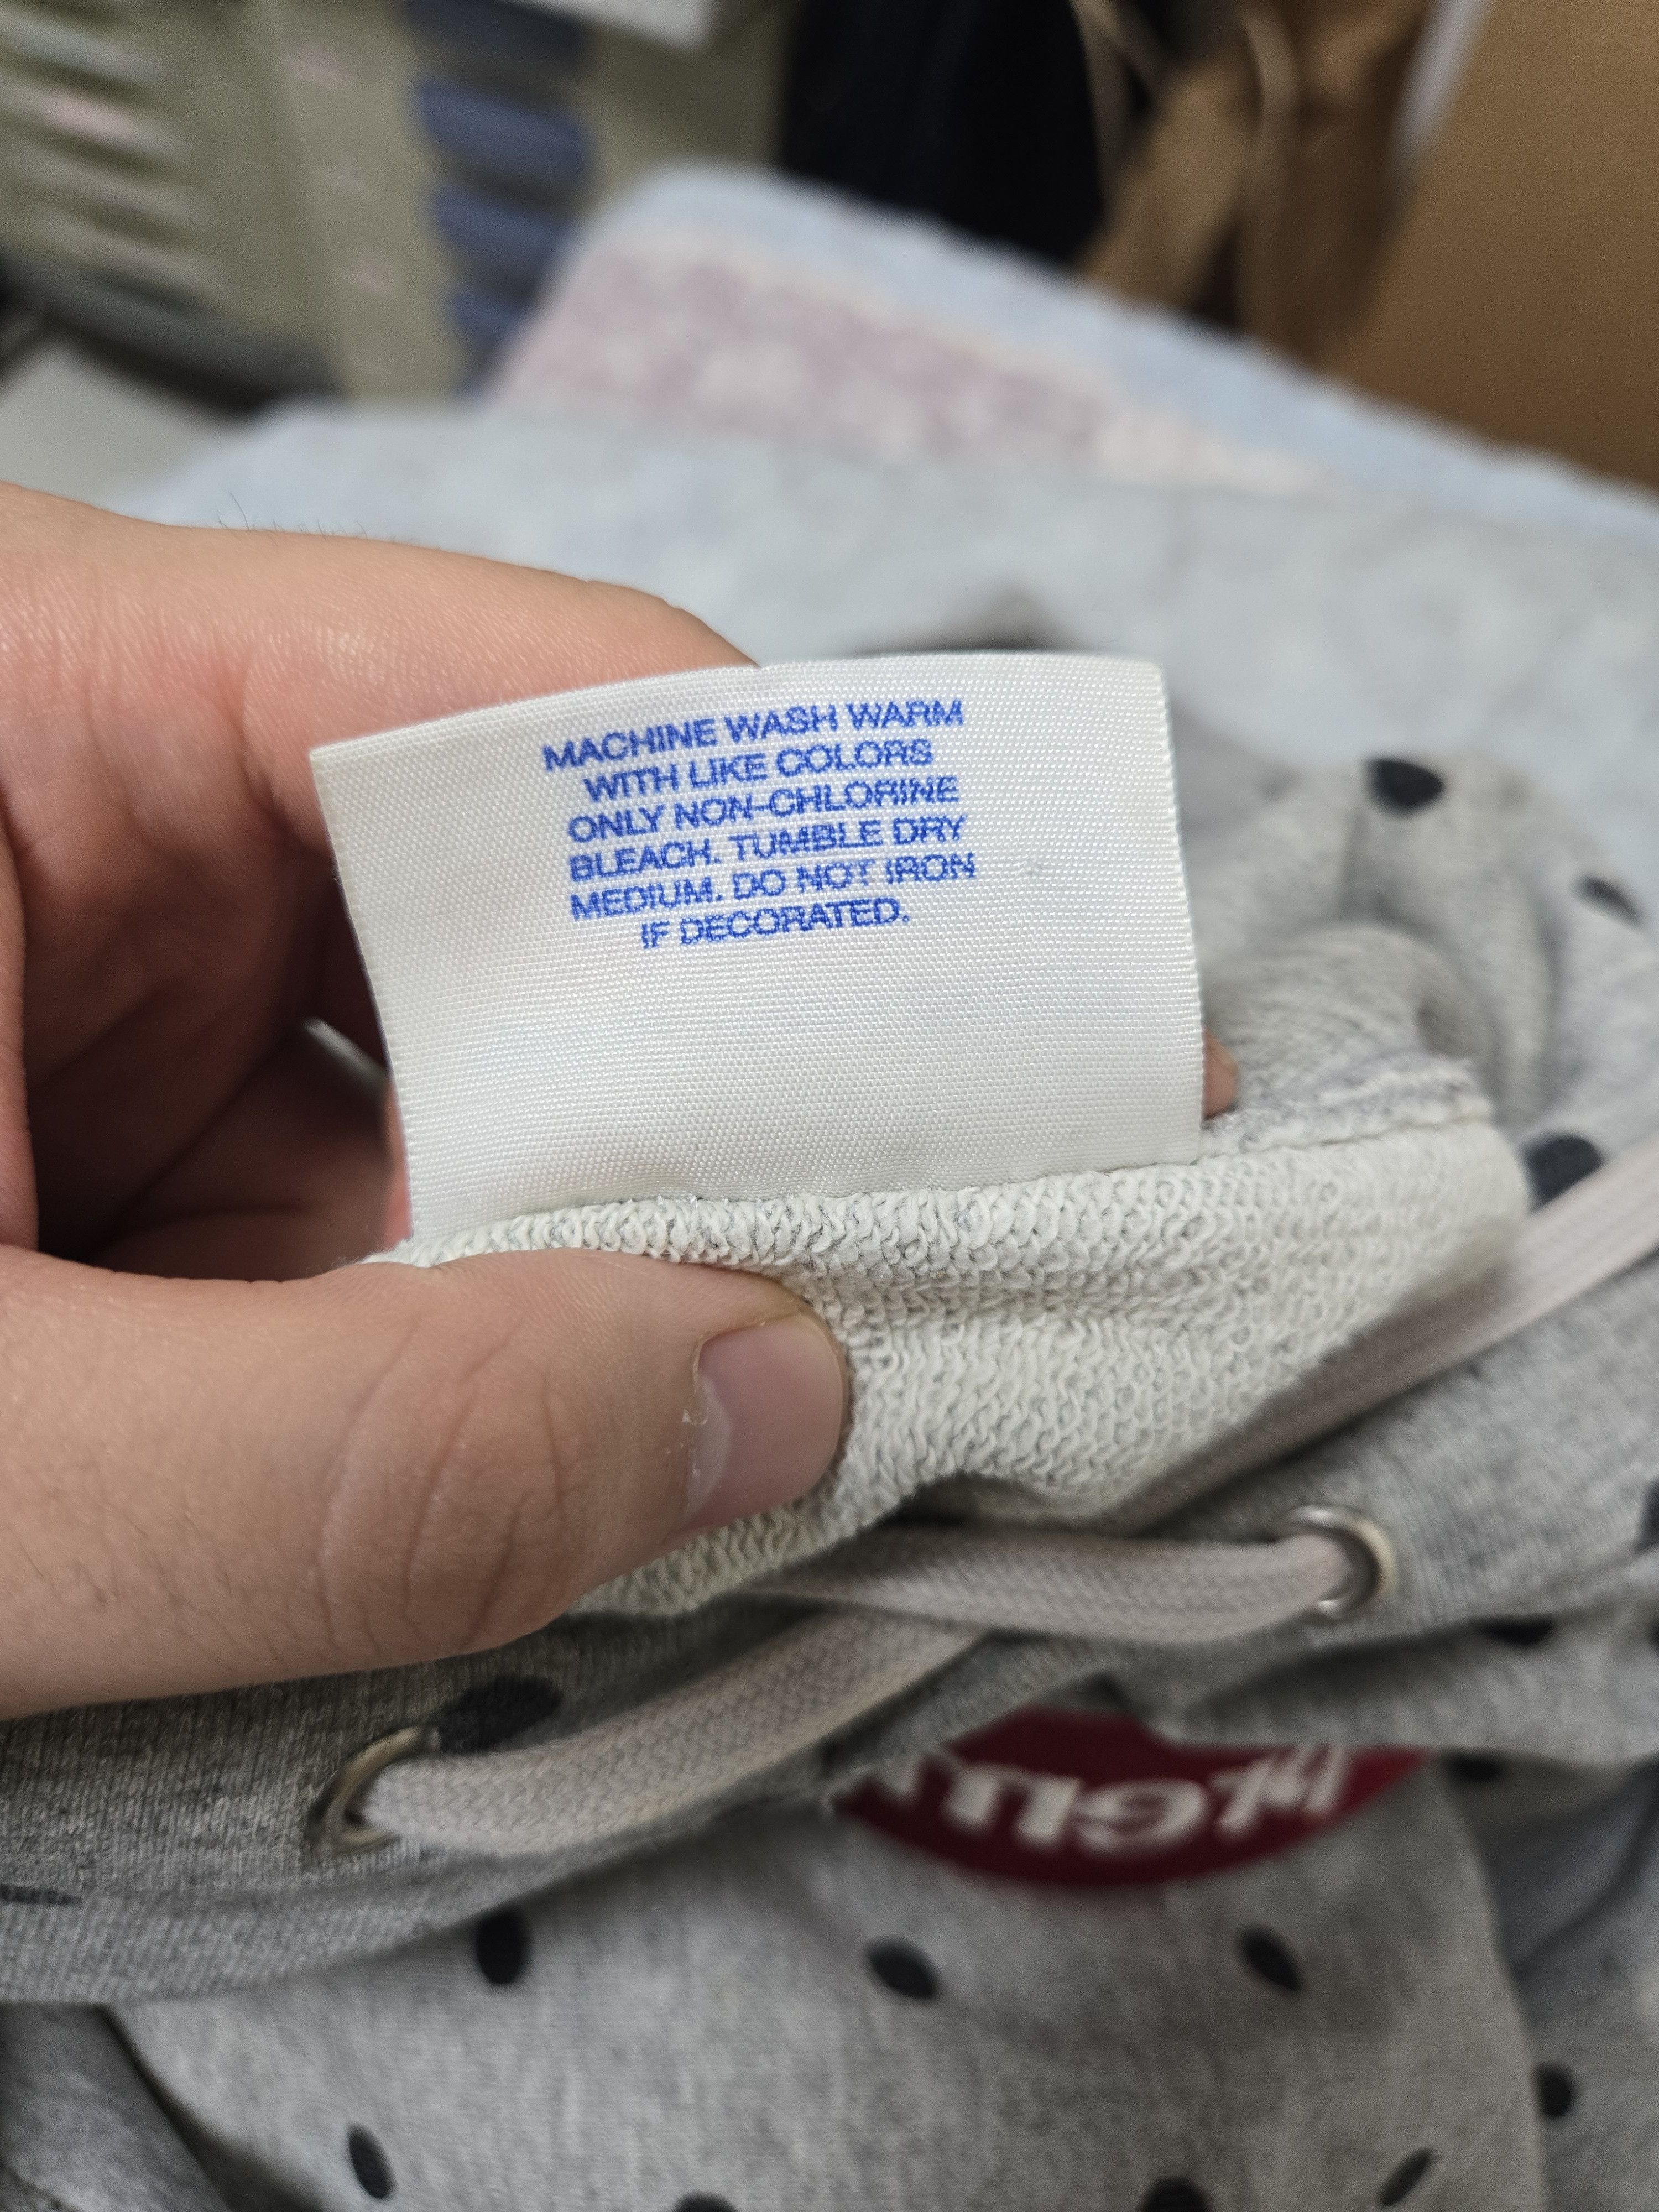 MACHINE WASH WARM
WITH LIKE COLORS
ONLY NON-CHLORINE
BLEACH. TUMBLE DRY
MEDIUM. DO NOT IRON
IF DECORATED.